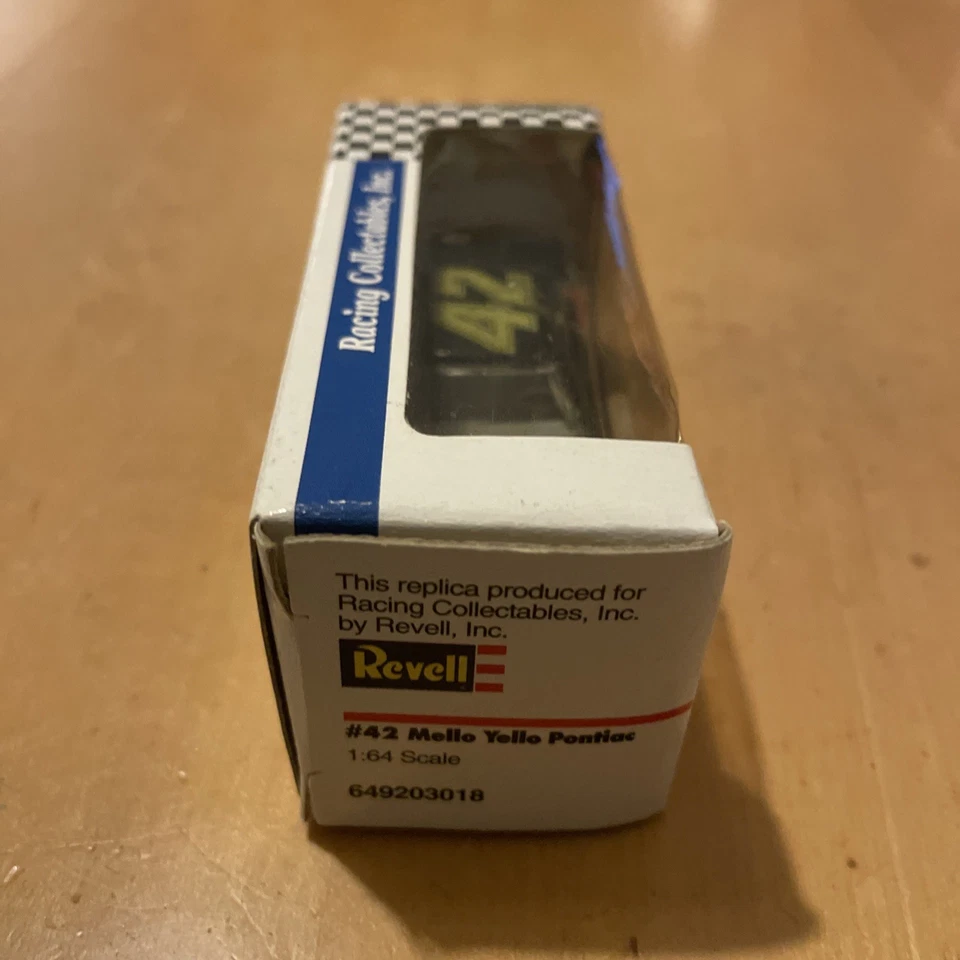 Racing Collectables, Inc.
42
This replica produced for
Racing Collectables, Inc.
by Revell, Inc.
Revell
#42 Mello Yello Pontiac
1:64 Scale
649203018